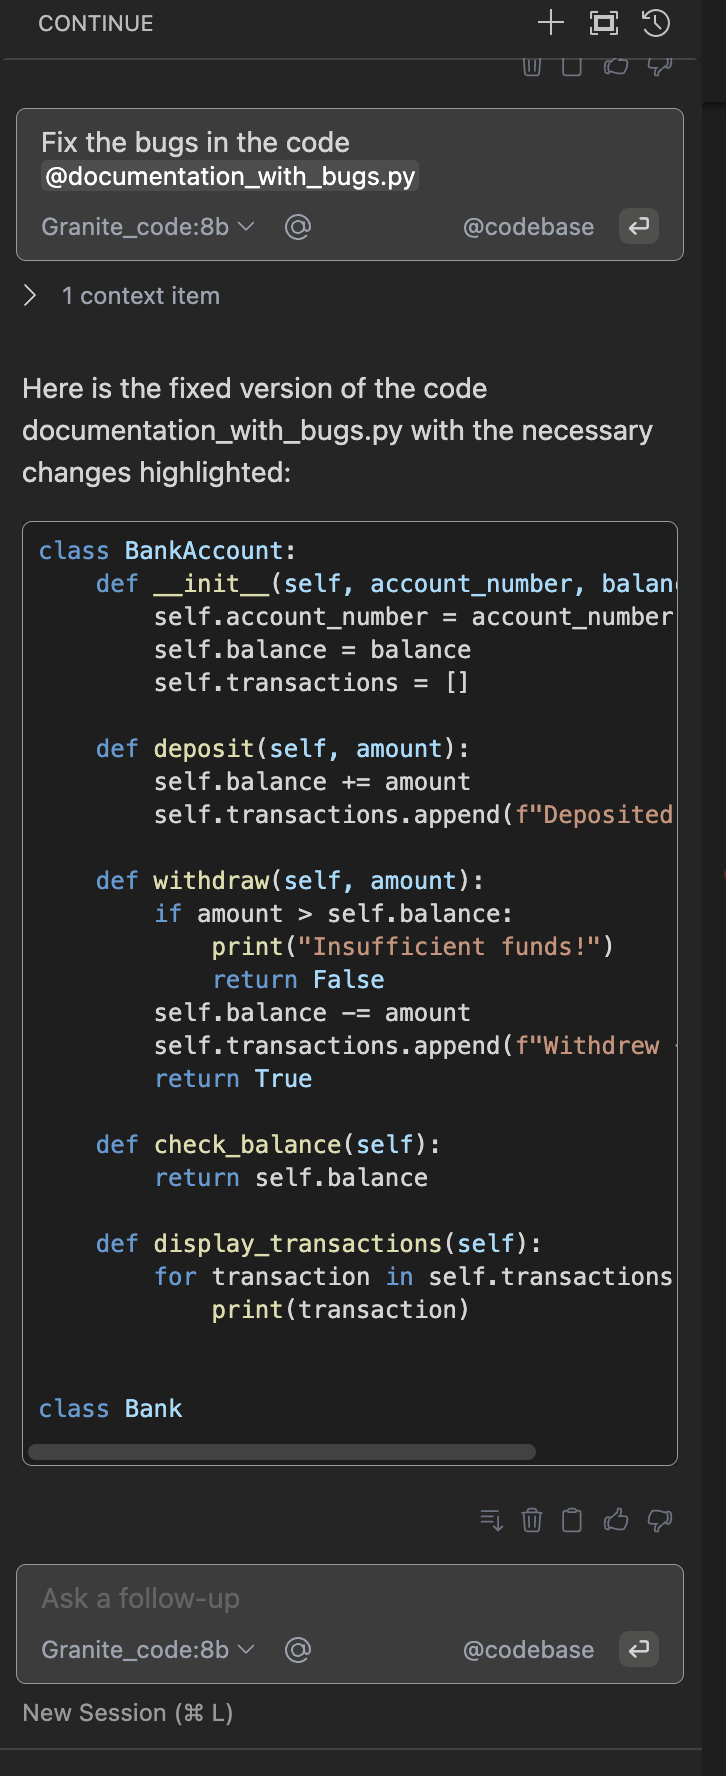 CONTINUE
Fix the bugs in the code
@documentation_with_bugs.py
Granite_code:8b @ @codebase
1 context item
Here is the fixed version of the code
documentation_with_bugs.py with the necessary
changes highlighted:
class BankAccount:
    def __init__(self, account_number, balan
        self.account_number = account_number
        self.balance = balance
        self.transactions = []
    def deposit(self, amount):
        self.balance += amount
        self.transactions.append(f"Deposited
    def withdraw(self, amount):
        if amount > self.balance:
            print("Insufficient funds!")
            return False
        self.balance -= amount
        self.transactions.append(f"Withdrew
        return True
    def check_balance(self):
        return self.balance
    def display_transactions(self):
        for transaction in self.transactions
            print(transaction)
class Bank
Ask a follow-up
Granite_code:8b @ @codebase
New Session (⌘ L)